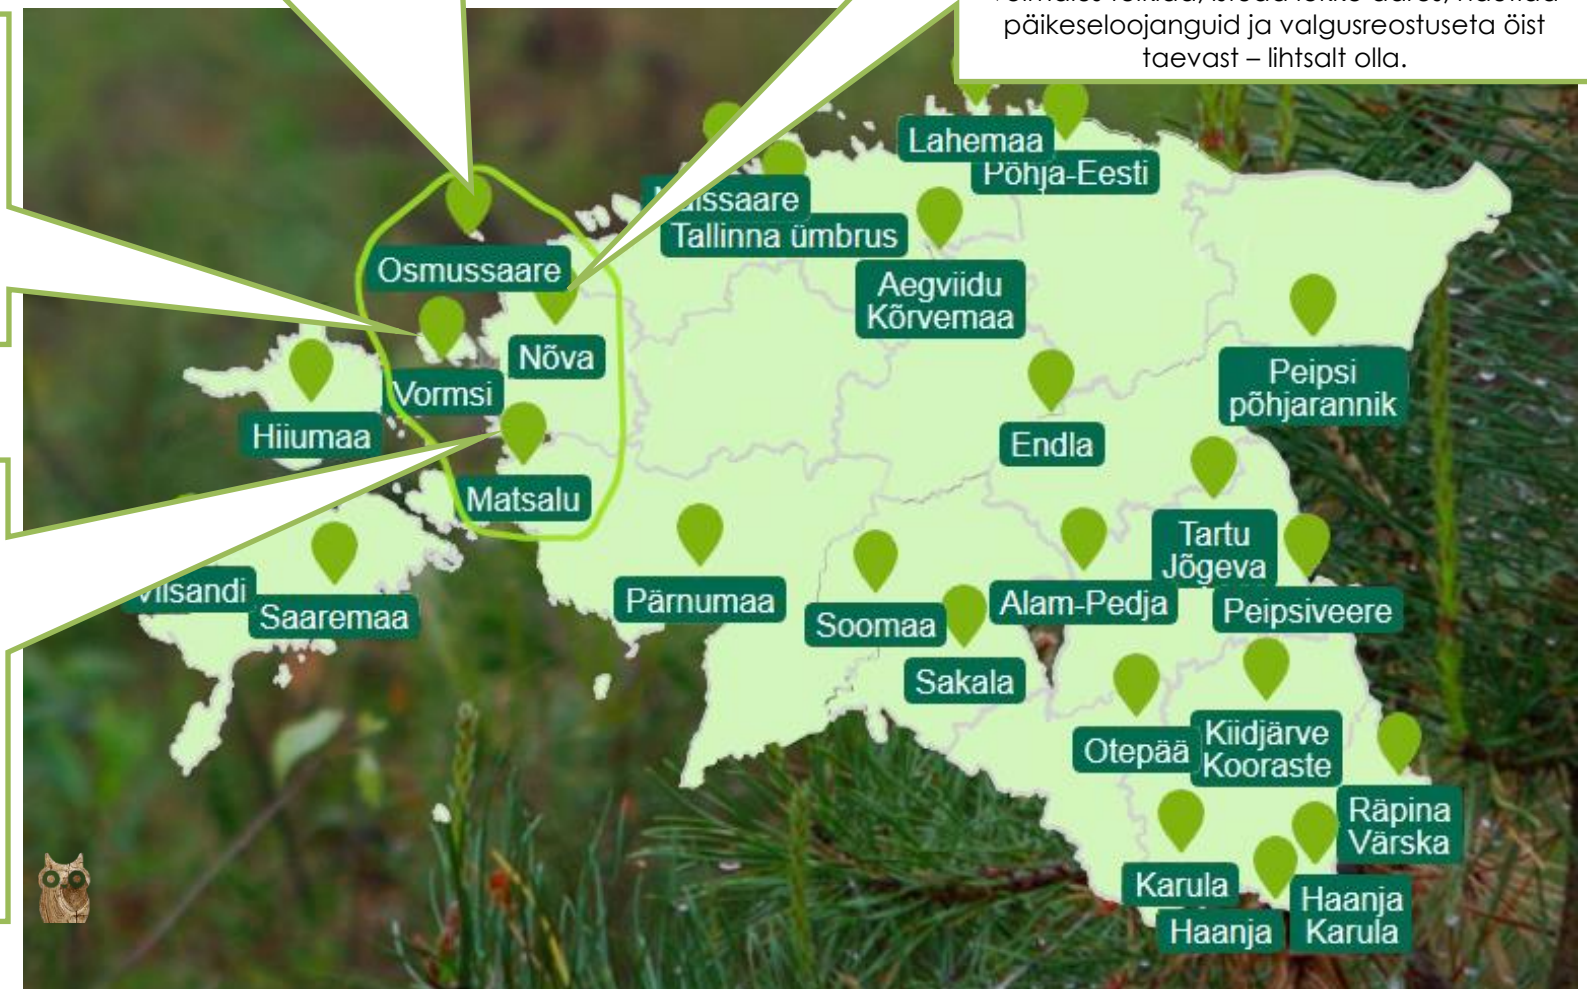 päikeseloojanguid ja valgusreostuseta öist
taevast – lihtsalt olla.
Lahemaa
Põhja-Eesti
Tallinna ümbrus
Osmussaare
Aegviidu
Kõrvemaa
Nõva
Vormsi
Hiiumaa
Peipsi
põhjarannik
Endla
Matsalu
Tartu
Jõgeva
Saaremaa
Pärnumaa
Soomaa
Alam-Pedja
Peipsiveere
Sakala
Otepää
Kiidjärve
Kooraste
Räpina
Värska
Karula
Haanja
Haanja
Karula